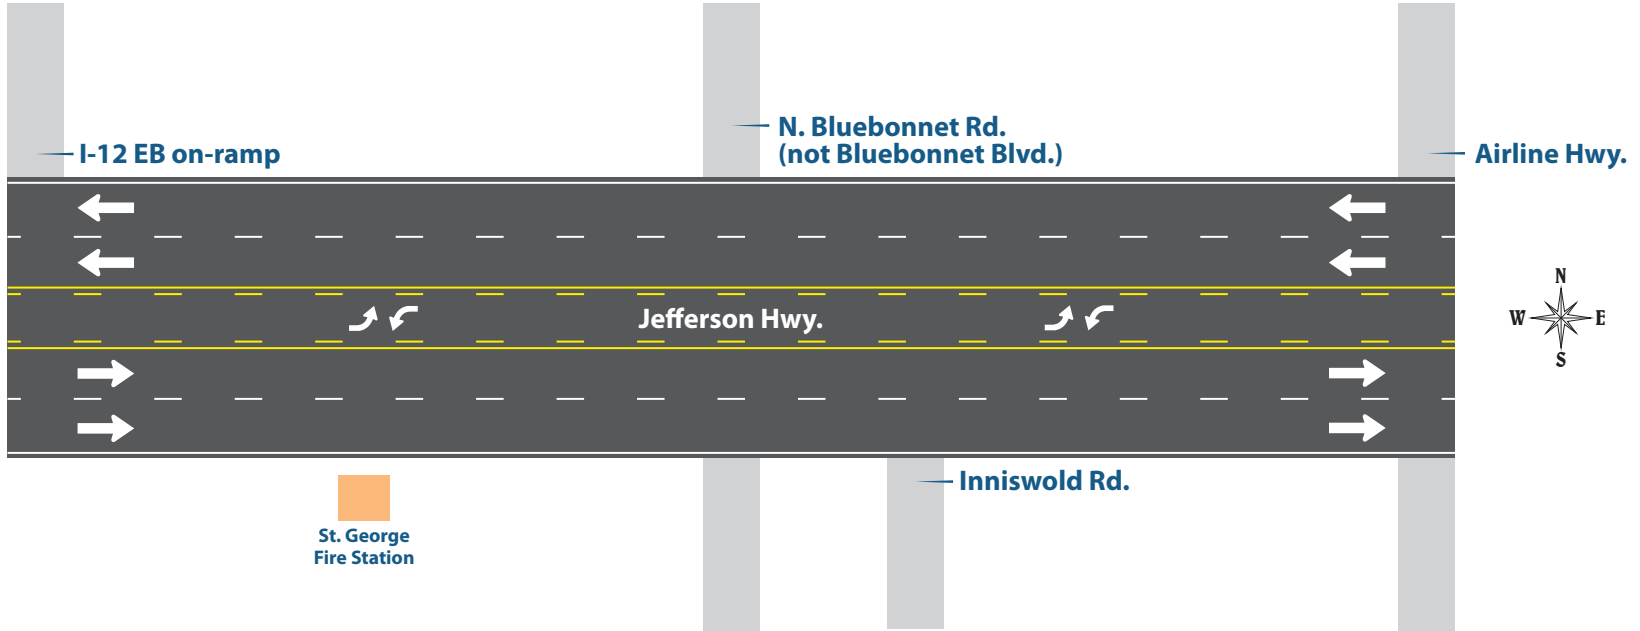 N. Bluebonnet Rd.
(not Bluebonnet Blvd.)
I-12 EB on-ramp
Airline Hwy.
N
W E
S
Jefferson Hwy.
Inniswold Rd.
St. George
Fire Station